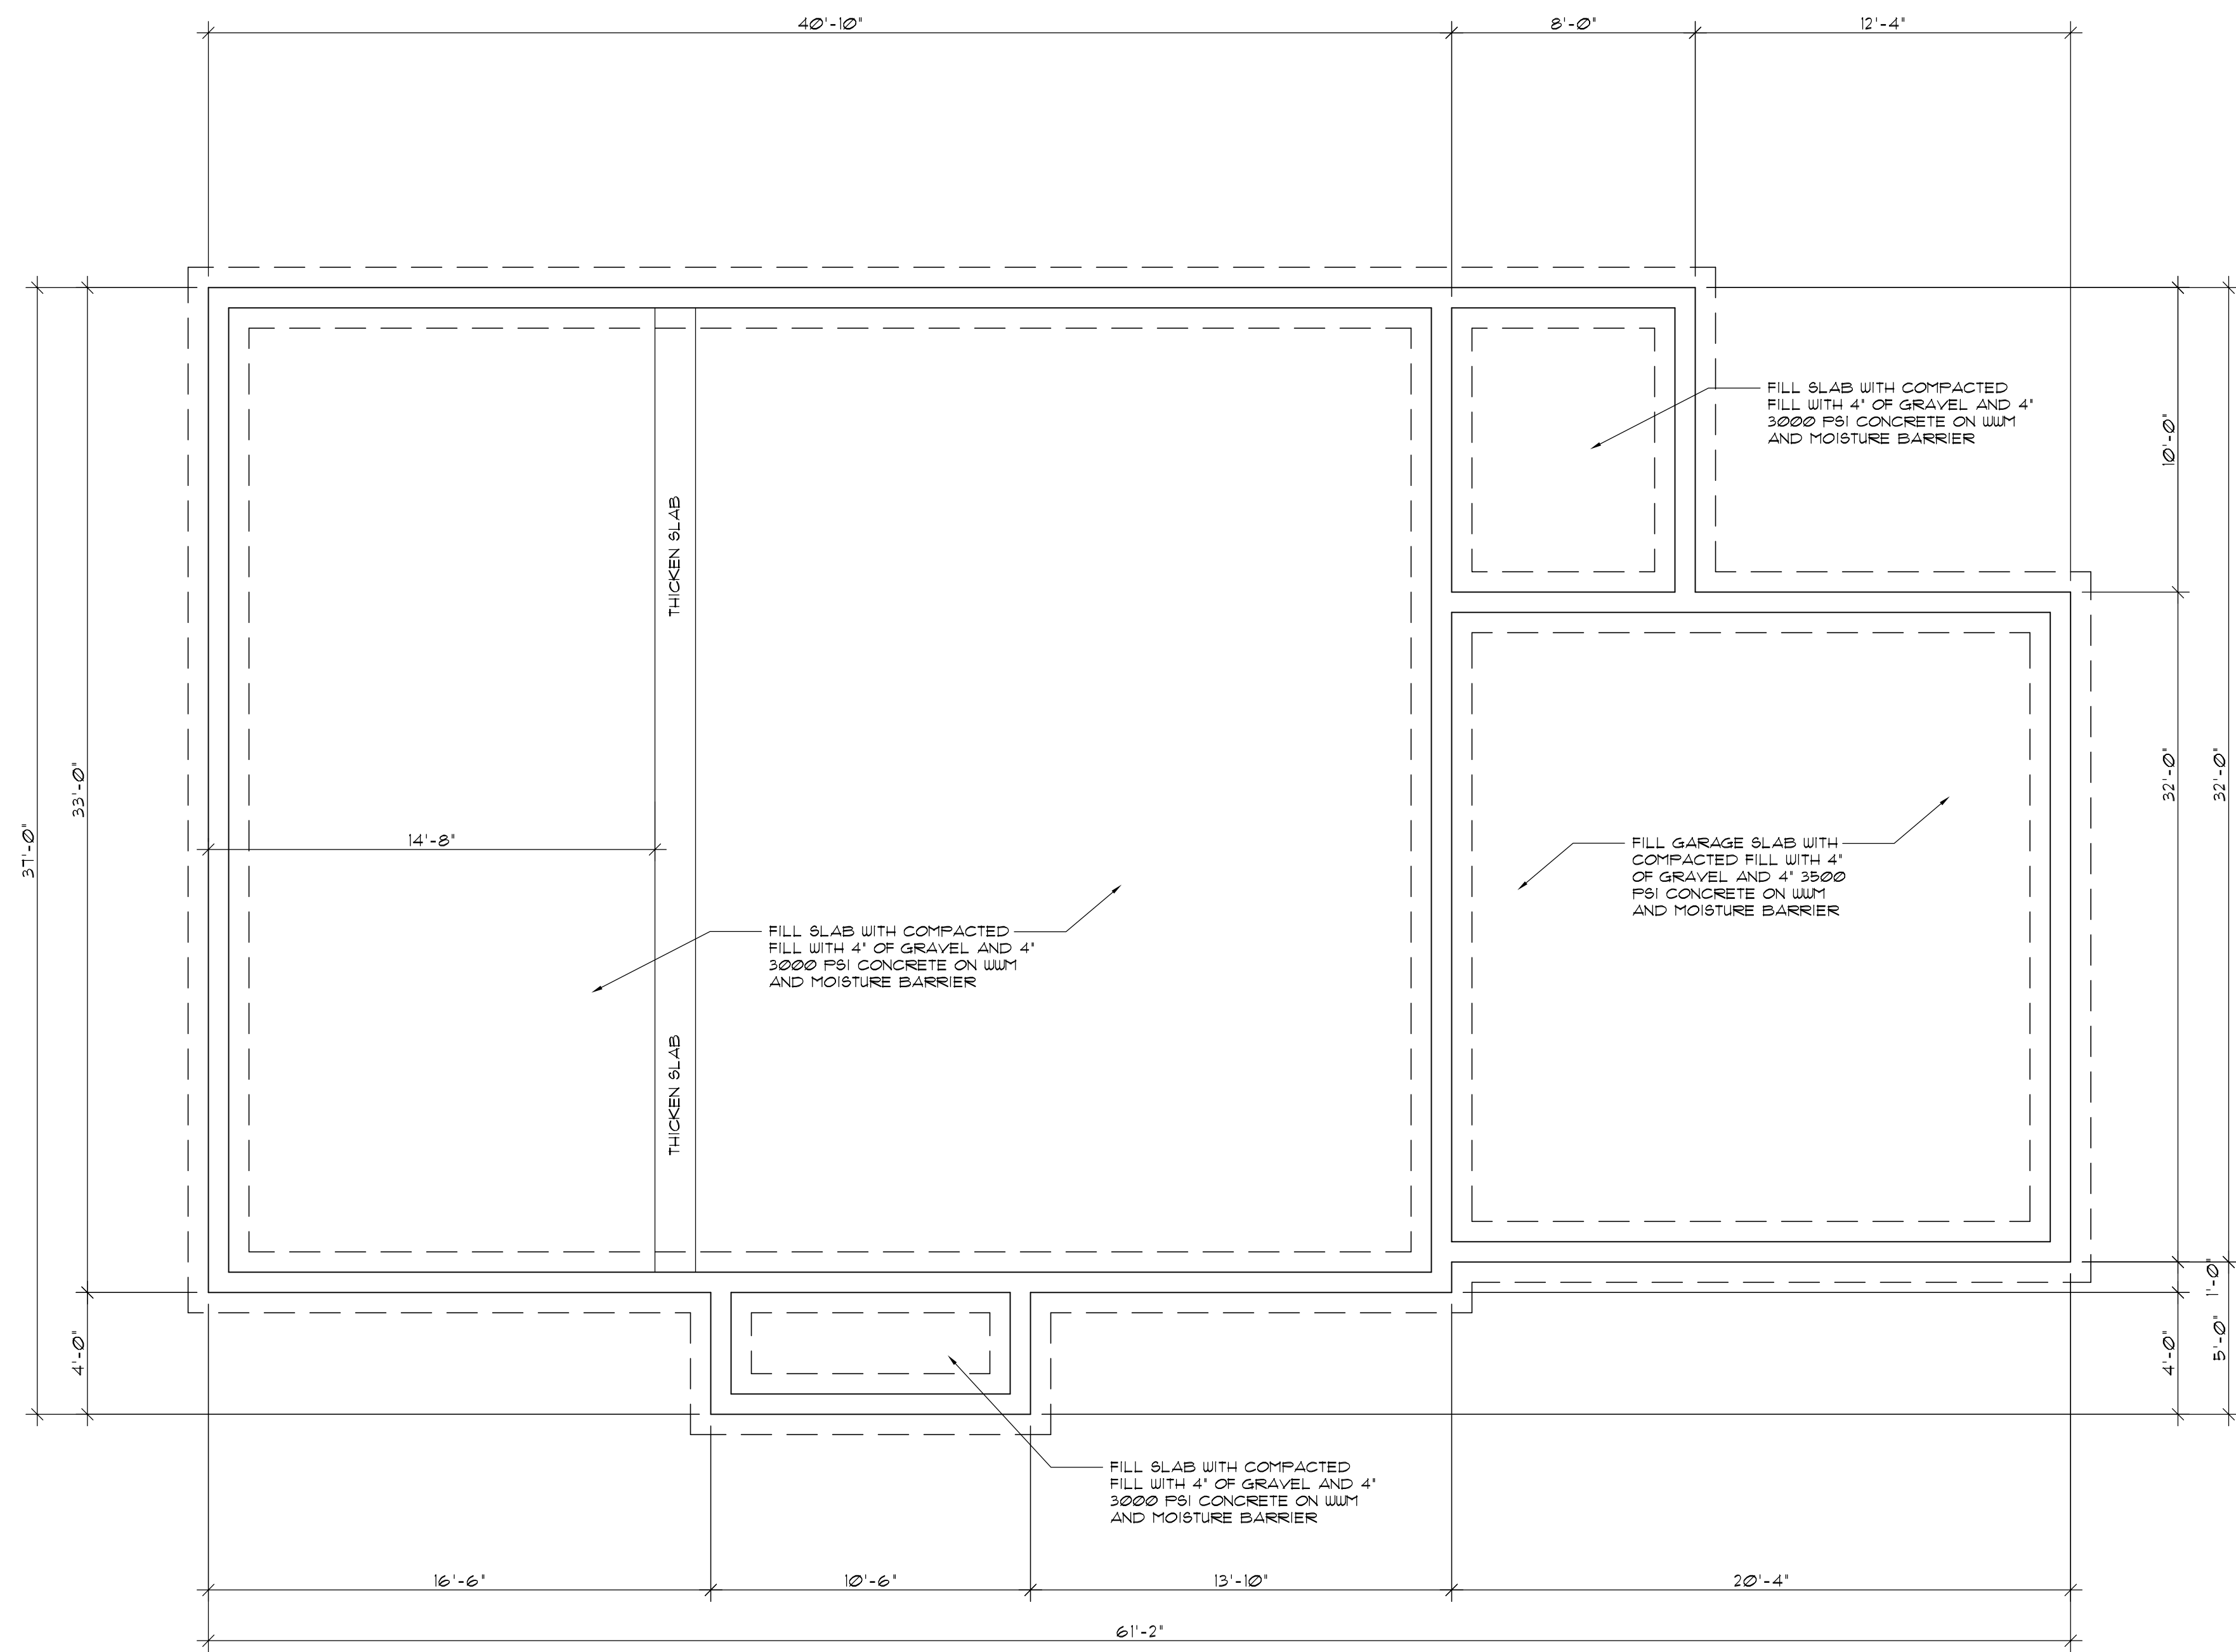 40'-10"
8'-0"
12'-4"
FILL SLAB WITH COMPACTED
FILL WITH 4" OF GRAVEL AND 4"
3000 PSI CONCRETE ON WWM
AND MOISTURE BARRIER
10'-0"
THICKEN SLAB
33'-0"
37'-0"
14'-8"
32'-0"
32'-0"
FILL GARAGE SLAB WITH
COMPACTED FILL WITH 4"
OF GRAVEL AND 4" 3500
PSI CONCRETE ON WWM
AND MOISTURE BARRIER
FILL SLAB WITH COMPACTED
FILL WITH 4" OF GRAVEL AND 4"
3000 PSI CONCRETE ON WWM
AND MOISTURE BARRIER
THICKEN SLAB
1'-0"
4'-0"
4'-0"
5'-0"
FILL SLAB WITH COMPACTED
FILL WITH 4" OF GRAVEL AND 4"
3000 PSI CONCRETE ON WWM
AND MOISTURE BARRIER
16'-6"
10'-6"
13'-10"
20'-4"
61'-2"